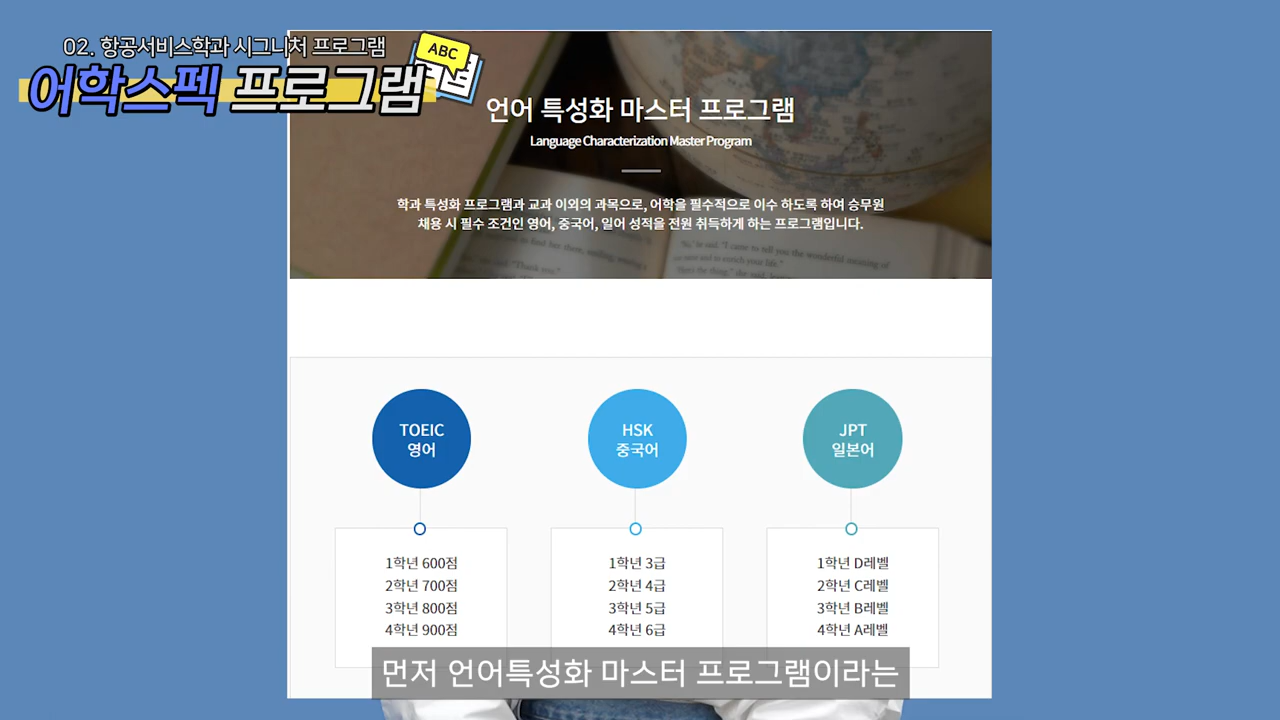 02. 항공서비스학과 시그니처 프로그램
ABC
어학스펙 프로그램
언어 특성화 마스터 프로그램
Language Characterization Master Program
학과 특성화 프로그램과 교과 이외의 과목으로, 어학을 필수적으로 이수 하도록 하여 승무원
채용 시 필수 조건인 영어, 중국어, 일어 성적을 전원 취득하게 하는 프로그램입니다.
TOEIC
영어
HSK
중국어
JPT
일본어
1학년 600점
2학년 700점
3학년 800점
4학년 900점
1학년 3급
2학년 4급
3학년 5급
4학년 6급
1학년 D레벨
2학년 C레벨
3학년 B레벨
4학년 A레벨
먼저 언어특성화 마스터 프로그램이라는